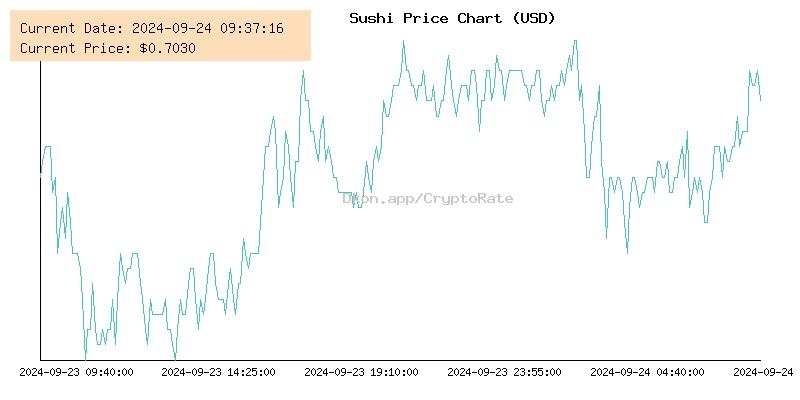 Sushi Price Chart (USD)
Current Date: 2024-09-24 09:37:16
Current Price: $0.7030
Dkon.app/CryptoRate
2024-09-23 09:40:00 2024-09-23 14:25:00 2024-09-23 19:10:00 2024-09-23 23:55:00 2024-09-24 04:40:00 2024-09-24